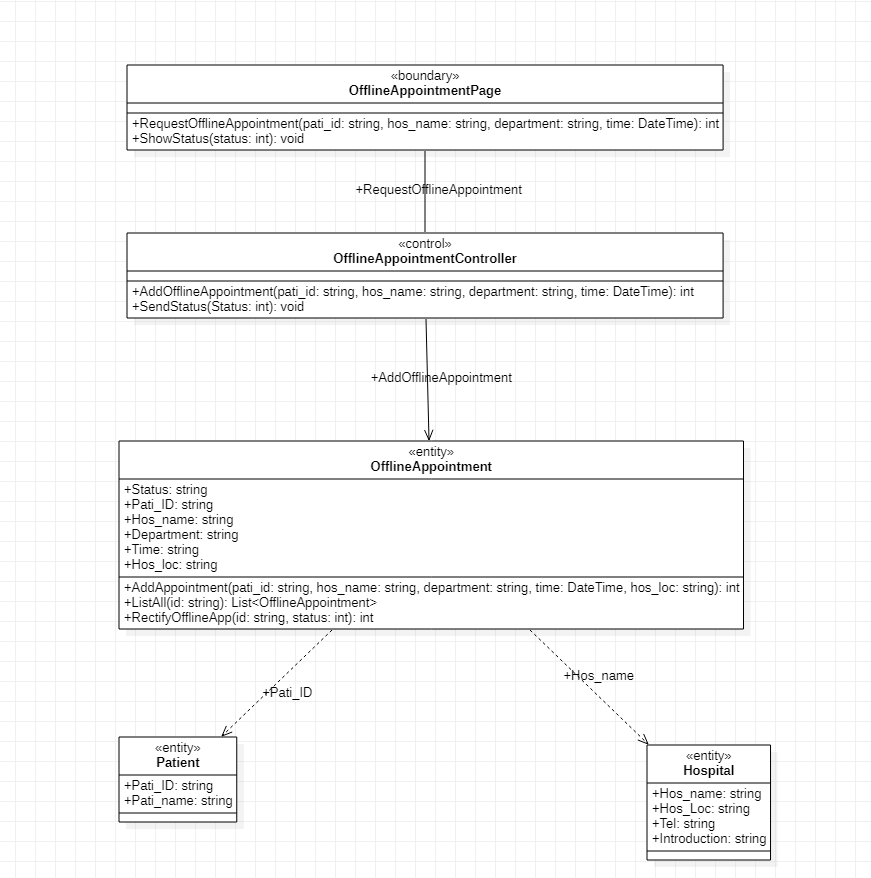 «boundary»
OfflineAppointmentPage
+RequestOfflineAppointment(pati_id: string, hos_name: string, department: string, time: DateTime): int
+ShowStatus(status: int): void
+RequestOfflineAppointment
«control»
OfflineAppointmentController
+AddOfflineAppointment(pati_id: string, hos_name: string, department: string, time: DateTime): int
+SendStatus(Status: int): void
+AddOfflineAppointment
«entity»
OfflineAppointment
+Status: string
+Pati_ID: string
+Hos_name: string
+Department: string
+Time: string
+Hos_loc: string
+AddAppointment(pati_id: string, hos_name: string, department: string, time: DateTime, hos_loc: string): int
+ListAll(id: string): List<OfflineAppointment>
+RectifyOfflineApp(id: string, status: int): int
+Pati_ID
+Hos_name
«entity»
Patient
+Pati_ID: string
+Pati_name: string
«entity»
Hospital
+Hos_name: string
+Hos_Loc: string
+Tel: string
+Introduction: string